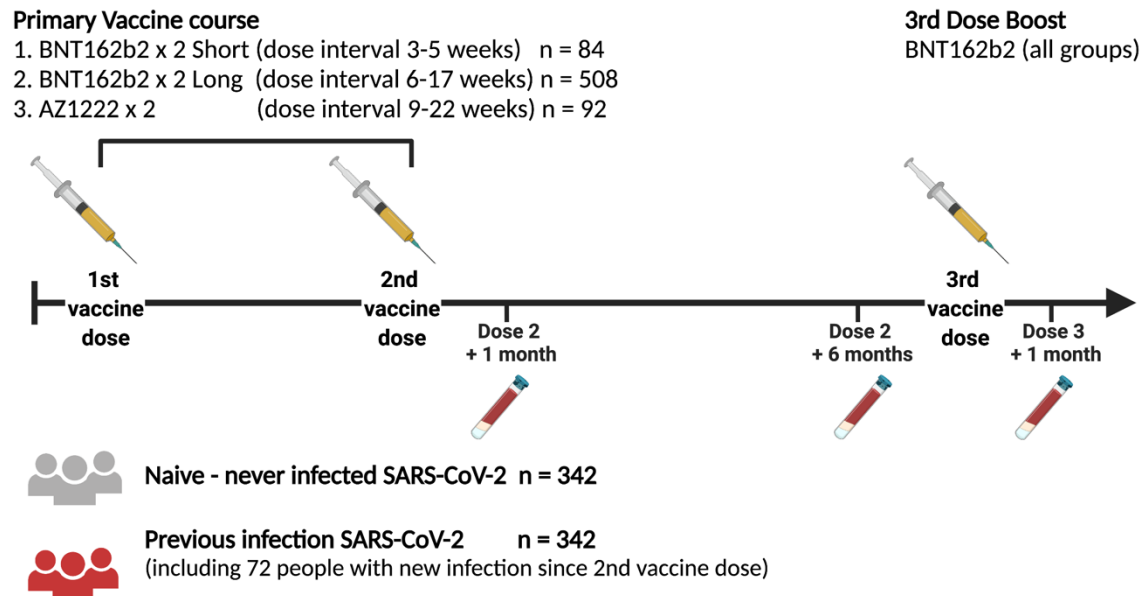 Primary Vaccine course
1. BNT162b2 x 2 Short (dose interval 3-5 weeks) n = 84
2. BNT162b2 x 2 Long (dose interval 6-17 weeks) n = 508
3. AZ1222 x 2 (dose interval 9-22 weeks) n = 92
3rd Dose Boost
BNT162b2 (all groups)
1st
vaccine
dose
2nd
vaccine
dose
3rd
vaccine
dose
Dose 2
+ 1 month
Dose 2
+ 6 months
Dose 3
+ 1 month
Naive - never infected SARS-CoV-2 n = 342
Previous infection SARS-CoV-2 n = 342
(including 72 people with new infection since 2nd vaccine dose)